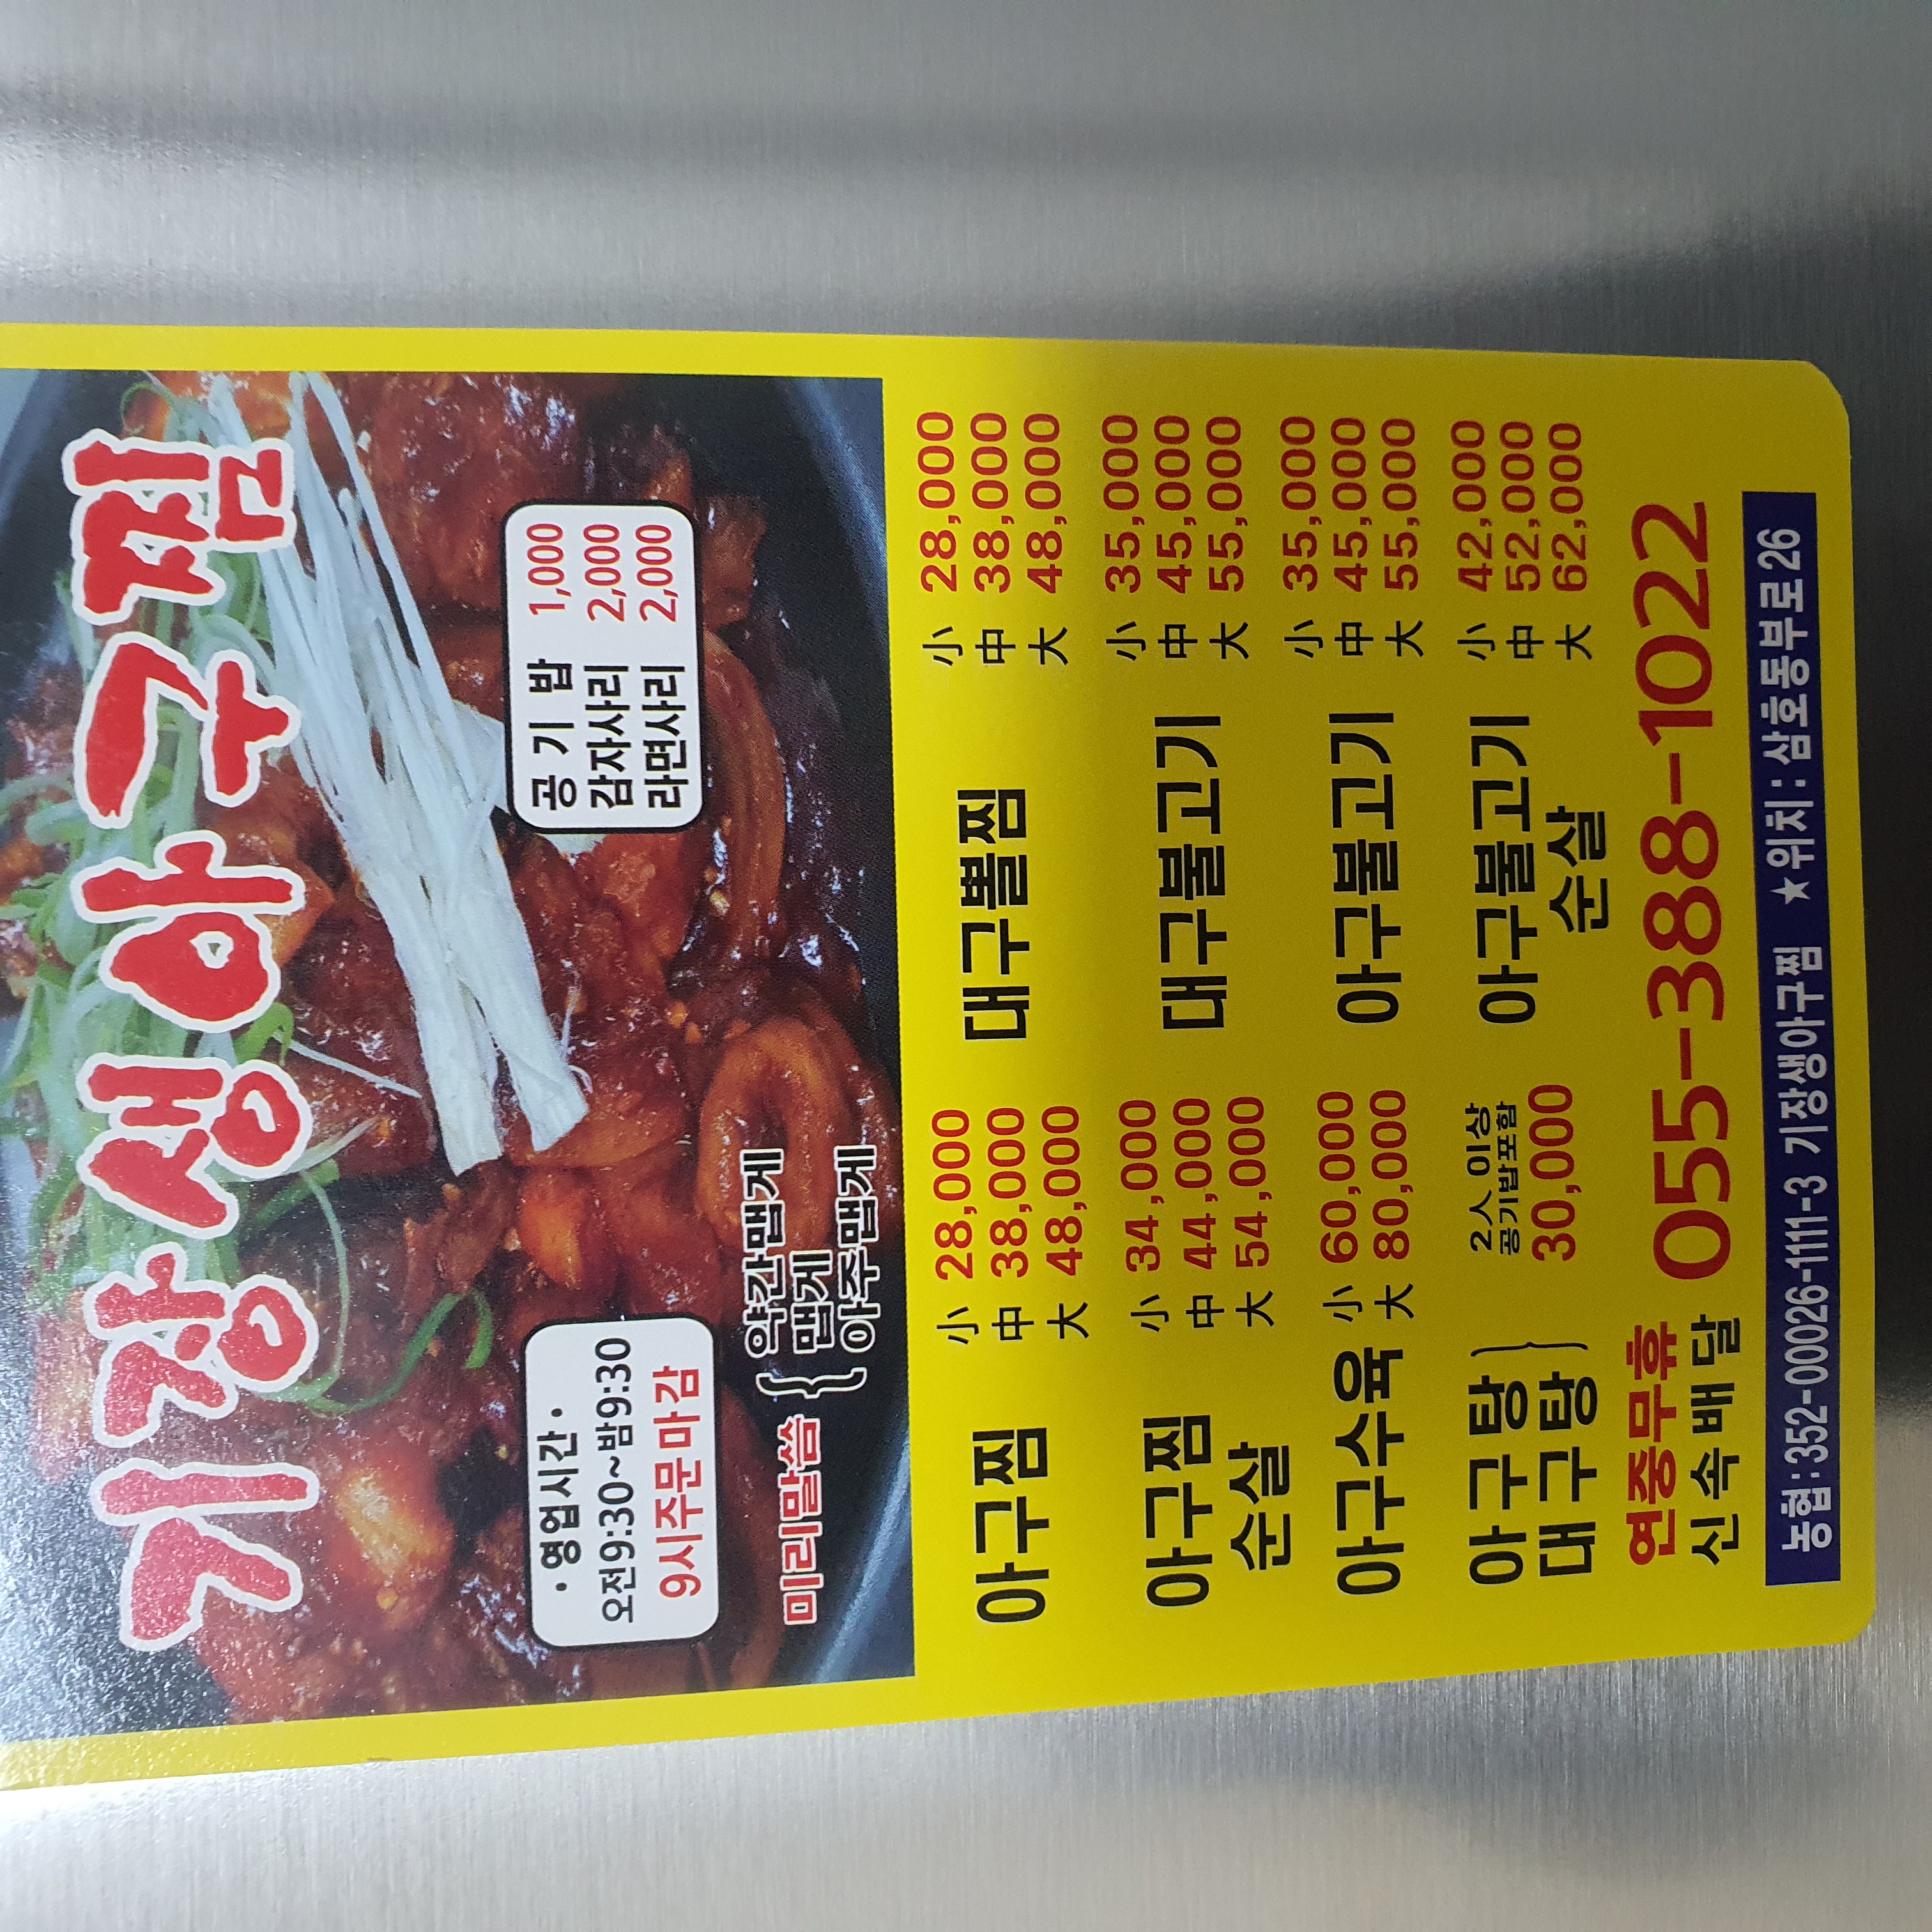 기장생아구찜
·영업시간·
오전9:30~밤9:30
9시주문마감
공기밥 1,000
감자사리 2,000
라면사리 2,000
미리말씀 { 약간맵게
맵게
아주맵게
아구찜 小 28,000
中 38,000
大 48,000
대구뽈찜 小 28,000
中 38,000
大 48,000
아구찜 순살 小 34,000
中 44,000
大 54,000
대구불고기 小 35,000
中 45,000
大 55,000
아구수육 小 60,000
大 80,000
아구불고기 小 35,000
中 45,000
大 55,000
아구탕
대구탕 } 2人이상
공기밥포함
30,000
아구불고기 순살 小 42,000
中 52,000
大 62,000
연중무휴
신속배달
055-388-1022
농협:352-00026-1111-3 기장생아구찜 ★위치:삼호동부로26